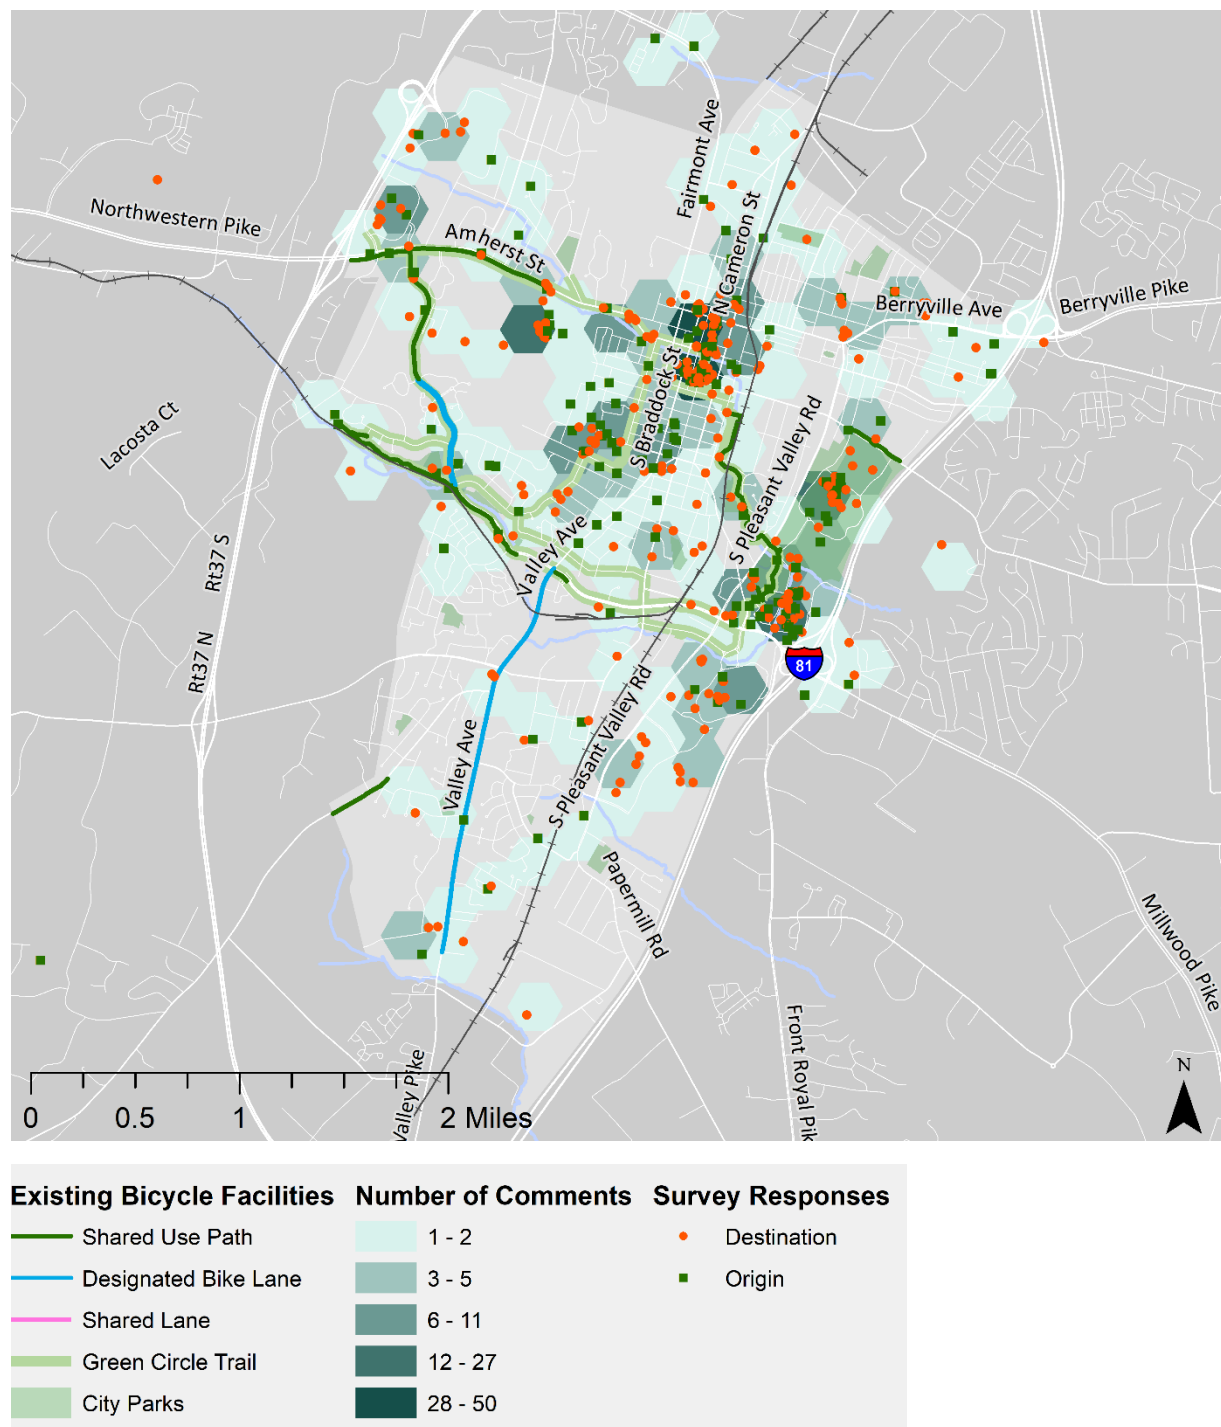 Fairmont Ave
Northwestern Pike
Amherst St
N Cameron St
Berryville Ave
Berryville Pike
S Braddock St
Lacosta Ct
S Pleasant Valley Rd
Valley Ave
Rt37 S
Rt37 N
81
S Pleasant Valley Rd
Valley Ave
Papermill Rd
Millwood Pike
Front Royal Pik
Valley Pike
N
0 0.5 1 2 Miles
Existing Bicycle Facilities
Shared Use Path
Designated Bike Lane
Shared Lane
Green Circle Trail
City Parks
Number of Comments
1 - 2
3 - 5
6 - 11
12 - 27
28 - 50
Survey Responses
Destination
Origin